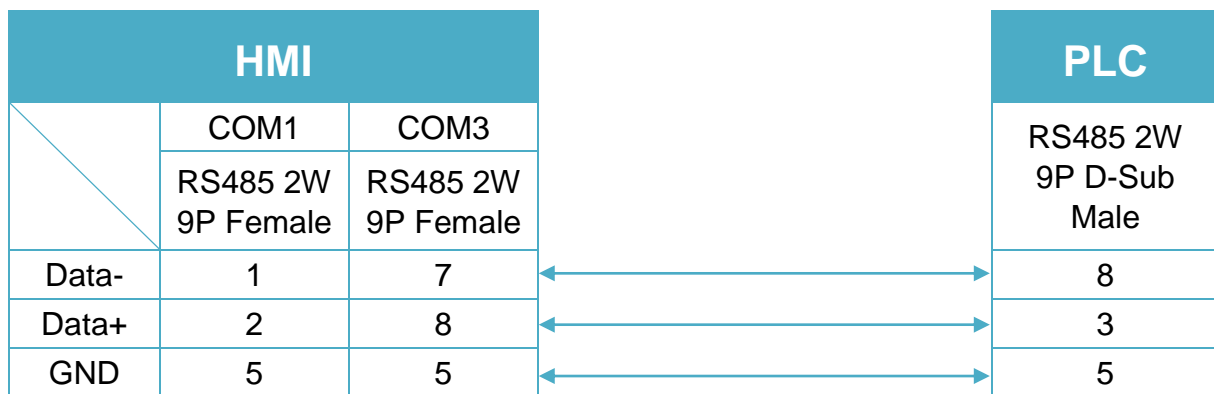 HMI
PLC
COM1 COM3
RS485 2W
9P D-Sub
Male
RS485 2W RS485 2W
9P Female 9P Female
Data- 1 7 8
Data+ 2 8 3
GND 5 5 5